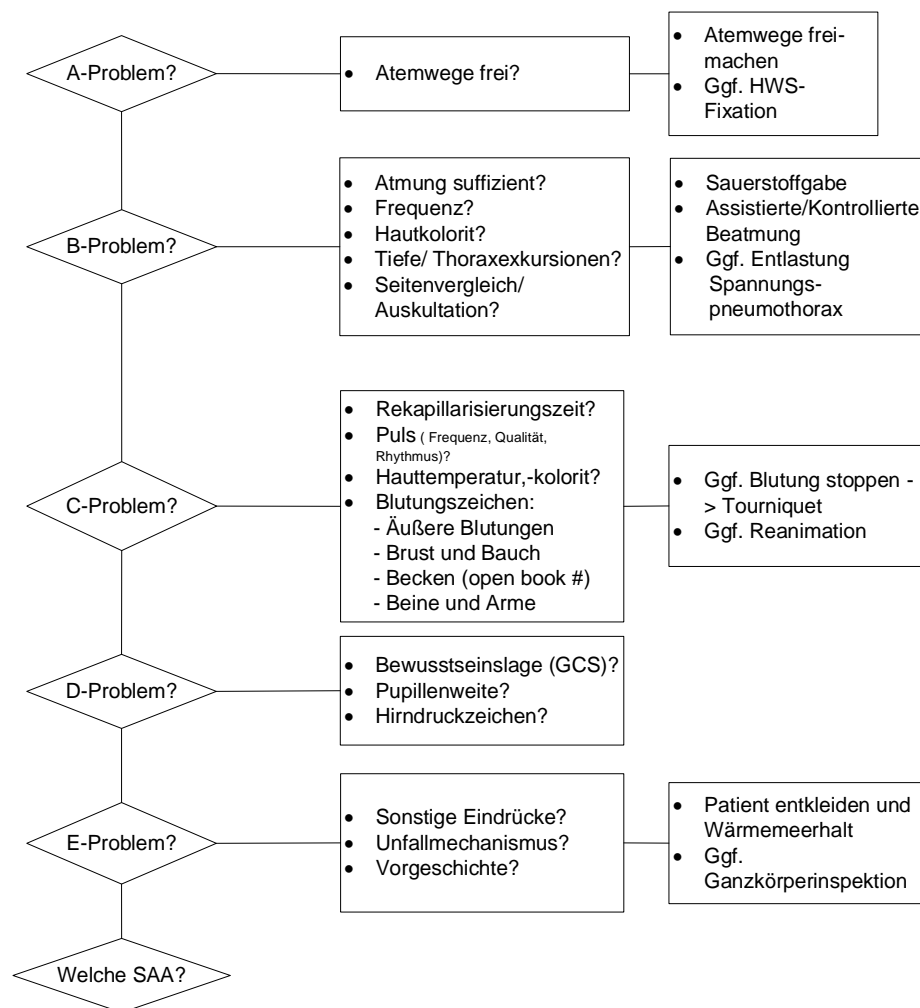 A-Problem?
• Atemwege frei?
• Atemwege frei-
machen
• Ggf. HWS-
Fixation
B-Problem?
• Atmung suffizient?
• Frequenz?
• Hautkolorit?
• Tiefe/ Thoraxexkursionen?
• Seitenvergleich/
Auskultation?
• Sauerstoffgabe
• Assistierte/Kontrollierte
Beatmung
• Ggf. Entlastung
Spannungs-
pneumothorax
C-Problem?
• Rekapillarisierungszeit?
• Puls ( Frequenz, Qualität,
Rhythmus)?
• Hauttemperatur,-kolorit?
• Blutungszeichen:
- Äußere Blutungen
- Brust und Bauch
- Becken (open book #)
- Beine und Arme
• Ggf. Blutung stoppen -
> Tourniquet
• Ggf. Reanimation
D-Problem?
• Bewusstseinslage (GCS)?
• Pupillenweite?
• Hirndruckzeichen?
E-Problem?
• Sonstige Eindrücke?
• Unfallmechanismus?
• Vorgeschichte?
• Patient entkleiden und
Wärmemeerhalt
• Ggf.
Ganzkörperinspektion
Welche SAA?